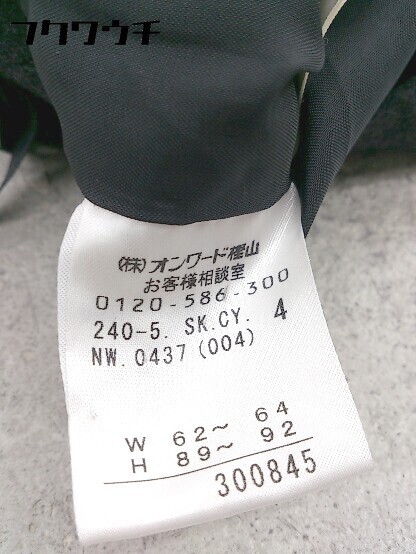 フクワウチ
(株)オンワード樫山
お客様相談室
0120-586-300
240-5. SK.CY. 4
NW. 0437 (004)
W 62～ 64
H 89～ 92
300845